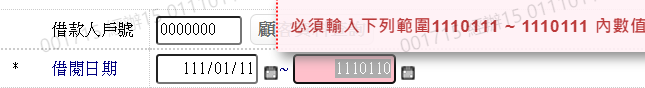 借款人戶號 0000000 顧
必須輸入下列範圍1110111 ~ 1110111 內數值
* 借閱日期 111/01/11 ~ 1110110